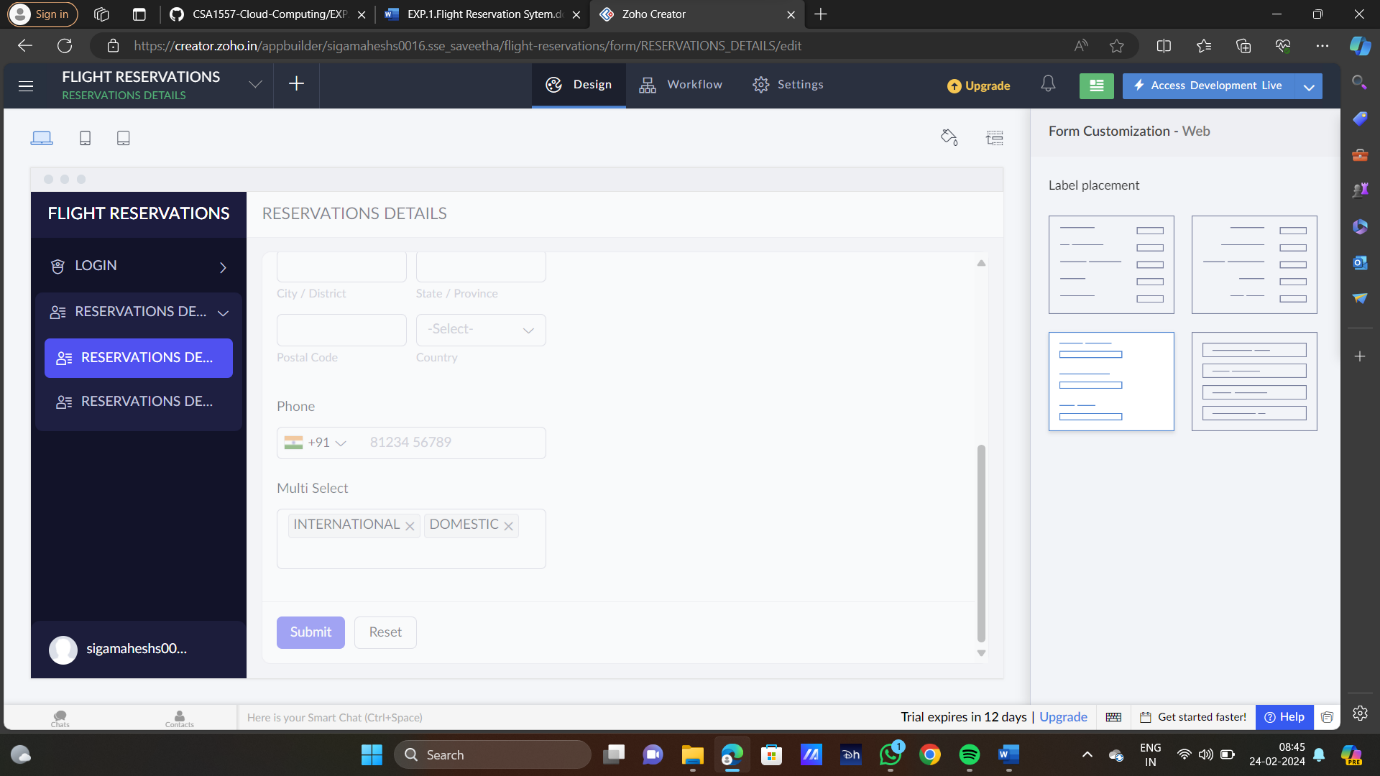 Sign in
CSA1557-Cloud-Computing/EXP
EXP.1.Flight Reservation Sytem.d
Zoho Creator
https://creator.zoho.in/appbuilder/sigamaheshs0016.sse_saveetha/flight-reservations/form/RESERVATIONS_DETAILS/edit
FLIGHT RESERVATIONS
RESERVATIONS DETAILS
Design
Workflow
Settings
Upgrade
Access Development Live
Form Customization - Web
Label placement
FLIGHT RESERVATIONS
RESERVATIONS DETAILS
LOGIN
RESERVATIONS DE...
RESERVATIONS DE...
RESERVATIONS DE...
City / District
State / Province
-Select-
Postal Code
Country
Phone
+91
81234 56789
Multi Select
INTERNATIONAL
DOMESTIC
Submit
Reset
sigamaheshs00...
Chats
Contacts
Here is your Smart Chat (Ctrl+Space)
Trial expires in 12 days | Upgrade
Get started faster!
Help
Search
1
ENG
IN
08:45
24-02-2024
PRE